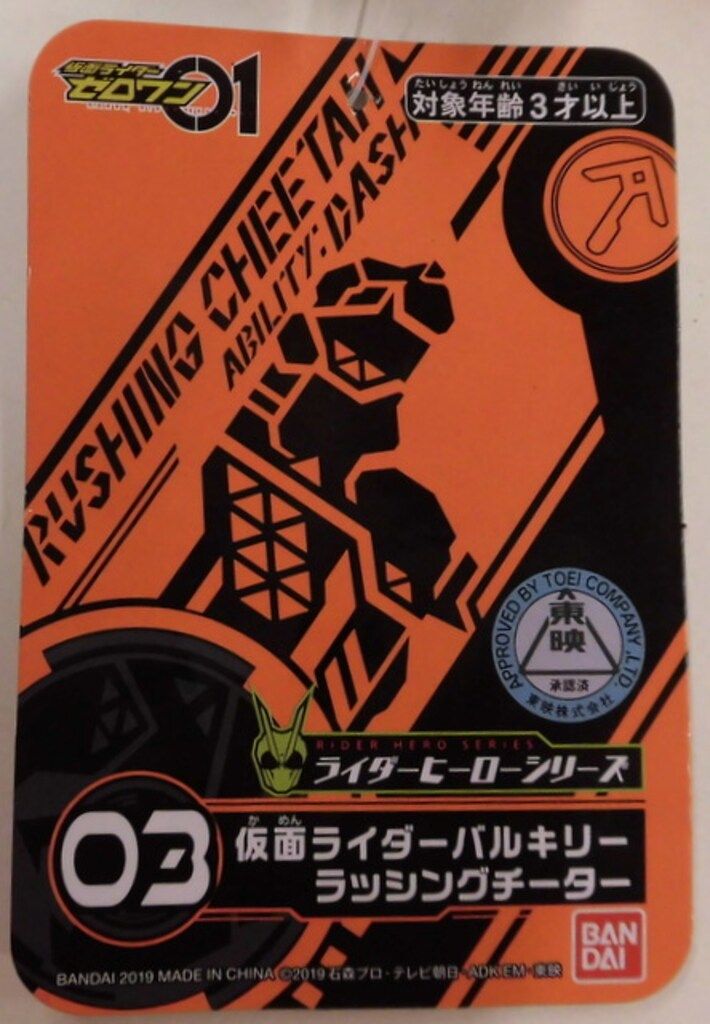 仮面ライダー
ゼロワン 01
たいしょうねんれい さいいじょう
対象年齢3才以上
RUSHING CHEETAH
ABILITY: DASH
APPROVED BY TOEI COMPANY, LTD.
東映
承認済
東映株式会社
RIDER HERO SERIES
ライダーヒーローシリーズ
03
かめん
仮面ライダーバルキリー
ラッシングチーター
BAN
DAI
BANDAI 2019 MADE IN CHINA ©2019 石森プロ・テレビ朝日・ADK EM・東映